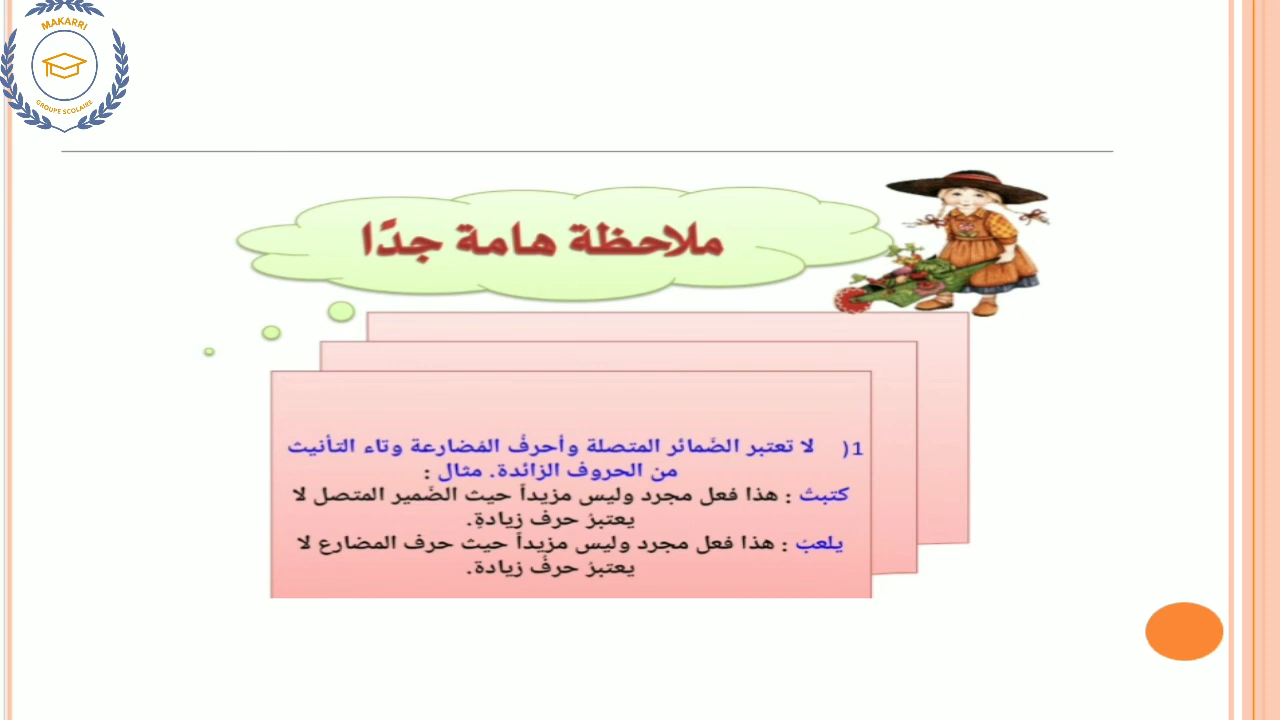 MAKARRI
GROUPE SCOLAIRE
ملاحظة هامة جدًا
1) لا تعتبر الضَمائر المتصلة وأحرفُ المُضارعة وتاء التأنيث
من الحروف الزائدة. مثال :
كتبتُ : هذا فعل مجرد وليس مزيداً حيث الضَمير المتصل لا
يعتبرُ حرف زيادةِ.
يلعبُ : هذا فعل مجرد وليس مزيداً حيث حرف المضارع لا
يعتبرُ حرفُ زيادة.